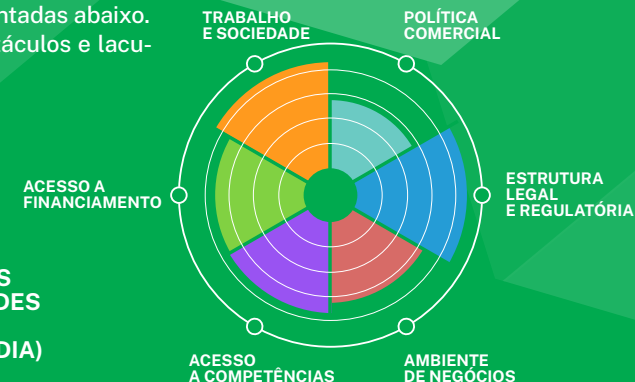 ntadas abaixo.
táculos e lacu-
TRABALHO
E SOCIEDADE
POLÍTICA
COMERCIAL
ACESSO A
FINANCIAMENTO
ESTRUTURA
LEGAL
E REGULATÓRIA
S
DES
DIA)
ACESSO
A COMPETÊNCIAS
AMBIENTE
DE NEGÓCIOS